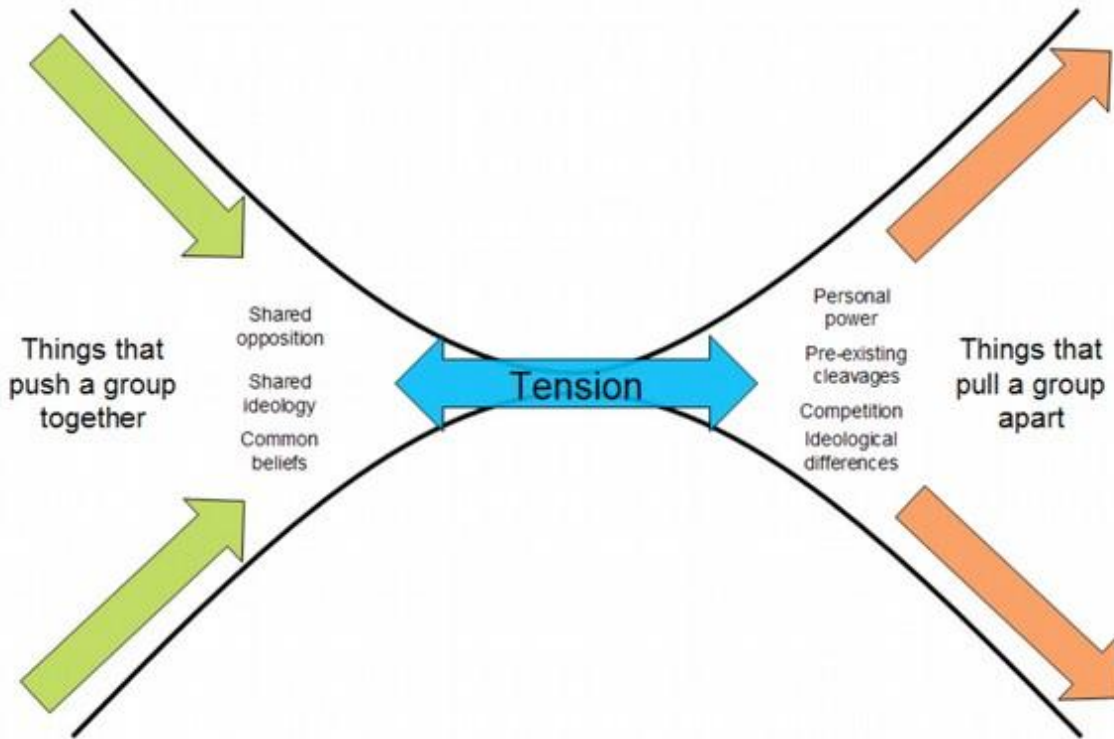 Things that
push a group
together
Shared
opposition
Shared
ideology
Common
beliefs
Tension
Personal
power
Pre-existing
cleavages
Competition
Ideological
differences
Things that
pull a group
apart